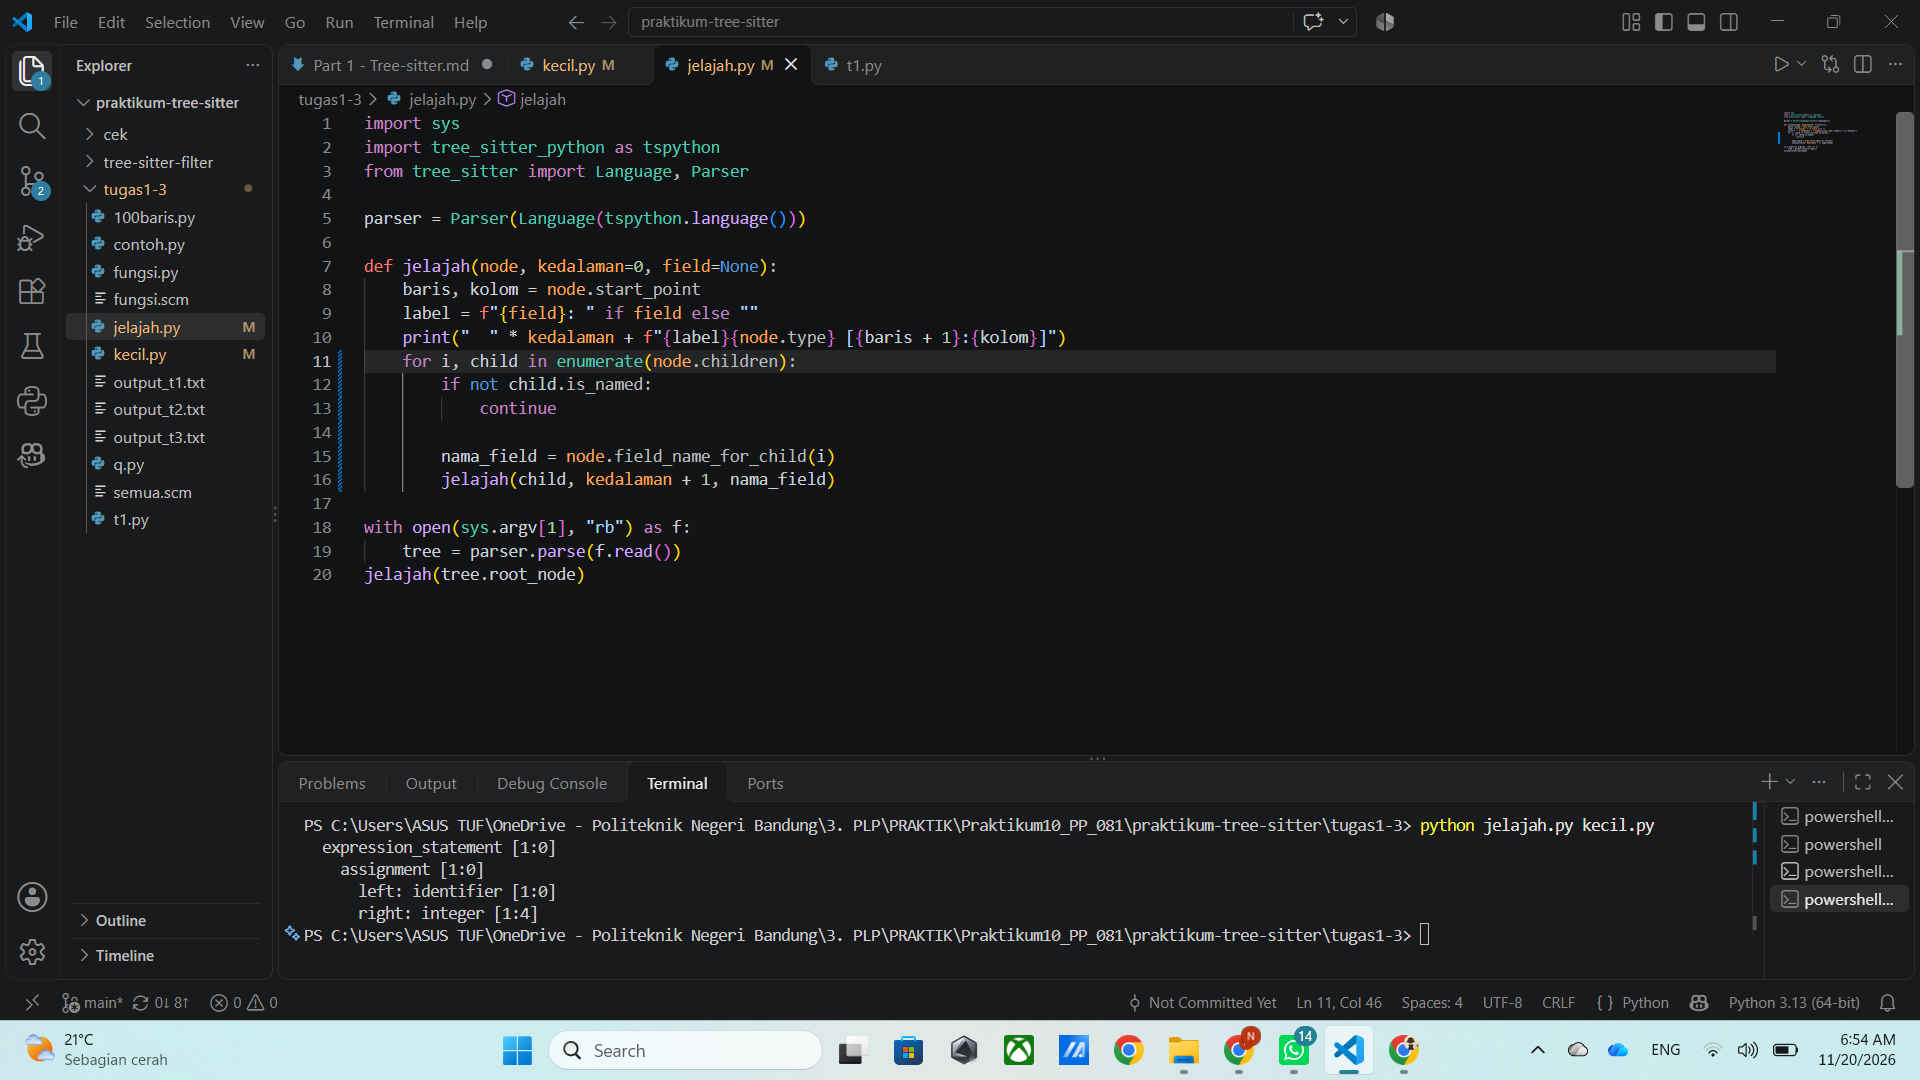 File Edit Selection View Go Run Terminal Help
praktikum-tree-sitter
Explorer
praktikum-tree-sitter
cek
tree-sitter-filter
tugas1-3
100baris.py
contoh.py
fungsi.py
fungsi.scm
jelajah.py M
kecil.py M
output_t1.txt
output_t2.txt
output_t3.txt
q.py
semua.scm
t1.py
Outline
Timeline
1
2
Part 1 - Tree-sitter.md
kecil.py M
jelajah.py M
t1.py
tugas1-3 > jelajah.py > jelajah
1 import sys
2 import tree_sitter_python as tspython
3 from tree_sitter import Language, Parser
4
5 parser = Parser(Language(tspython.language()))
6
7 def jelajah(node, kedalaman=0, field=None):
8     baris, kolom = node.start_point
9     label = f"{field}: " if field else ""
10     print("  " * kedalaman + f"{label}{node.type} [{baris + 1}:{kolom}]")
11     for i, child in enumerate(node.children):
12         if not child.is_named:
13             continue
14
15         nama_field = node.field_name_for_child(i)
16         jelajah(child, kedalaman + 1, nama_field)
17
18 with open(sys.argv[1], "rb") as f:
19     tree = parser.parse(f.read())
20 jelajah(tree.root_node)
Problems Output Debug Console Terminal Ports
PS C:\Users\ASUS TUF\OneDrive - Politeknik Negeri Bandung\3. PLP\PRAKTIK\Praktikum10_PP_081\praktikum-tree-sitter\tugas1-3> python jelajah.py kecil.py
  expression_statement [1:0]
    assignment [1:0]
      left: identifier [1:0]
      right: integer [1:4]
PS C:\Users\ASUS TUF\OneDrive - Politeknik Negeri Bandung\3. PLP\PRAKTIK\Praktikum10_PP_081\praktikum-tree-sitter\tugas1-3>
powershell...
powershell
powershell...
powershell...
main* 0↓ 8↑ 0 0
Not Committed Yet Ln 11, Col 46 Spaces: 4 UTF-8 CRLF { } Python Python 3.13 (64-bit)
21°C
Sebagian cerah
Search
N
14
ENG
6:54 AM
11/20/2026